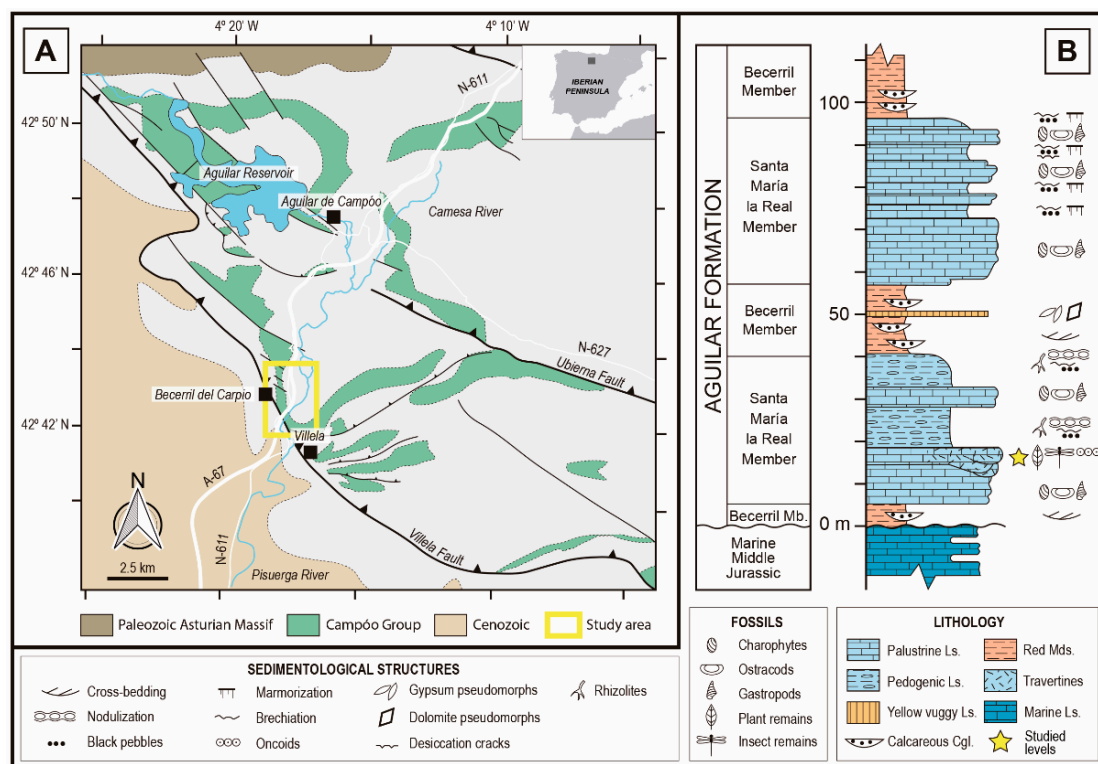 A
4º 20' W
4º 10' W
42º 50' N
42º 46' N
42º 42' N
IBERIAN
PENINSULA
N-611
Aguilar Reservoir
Aguilar de Campóo
Camesa River
N-627
Ubierna Fault
Becerril del Carpio
Villela
A-67
N
N-611
2.5 km
Pisuerga River
Villela Fault
Paleozoic Asturian Massif
Campóo Group
Cenozoic
Study area
SEDIMENTOLOGICAL STRUCTURES
Cross-bedding
Marmorization
Gypsum pseudomorphs
Rhizolites
Nodulization
Brechiation
Dolomite pseudomorphs
Black pebbles
Oncoids
Desiccation cracks
B
AGUILAR FORMATION
Becerril
Member
100
Santa
María
la Real
Member
Becerril
Member
50
Santa
María
la Real
Member
Becerril Mb.
0 m
Marine
Middle
Jurassic
FOSSILS
Charophytes
Ostracods
Gastropods
Plant remains
Insect remains
LITHOLOGY
Palustrine Ls.
Red Mds.
Pedogenic Ls.
Travertines
Yellow vuggy Ls.
Marine Ls.
Calcareous Cgl.
Studied
levels